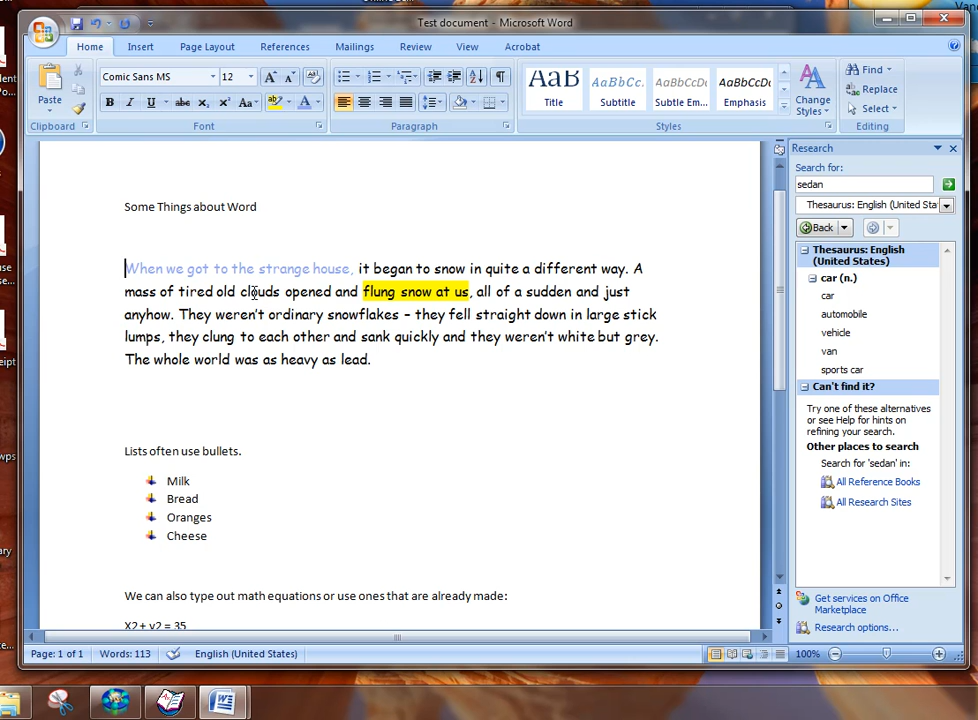 Test document - Microsoft Word
Home Insert Page Layout References Mailings Review View Acrobat
Paste
Clipboard
Comic Sans MS 12
B I U abc X₂ X² Aa A
Font
Paragraph
AaB AaBbCc. AaBbCcDc AaBbCcDc
Title Subtitle Subtle Em... Emphasis
Change Styles
Styles
Find
Replace
Select
Editing
Some Things about Word
When we got to the strange house, it began to snow in quite a different way. A
mass of tired old clouds opened and flung snow at us, all of a sudden and just
anyhow. They weren't ordinary snowflakes – they fell straight down in large stick
lumps, they clung to each other and sank quickly and they weren't white but grey.
The whole world was as heavy as lead.
Lists often use bullets.
Milk
Bread
Oranges
Cheese
We can also type out math equations or use ones that are already made:
X2 + y2 = 35
Research
Search for:
sedan
Thesaurus: English (United Sta
Back
Thesaurus: English
(United States)
car (n.)
car
automobile
vehicle
van
sports car
Can't find it?
Try one of these alternatives
or see Help for hints on
refining your search.
Other places to search
Search for 'sedan' in:
All Reference Books
All Research Sites
Get services on Office
Marketplace
Research options...
Page: 1 of 1 Words: 113 English (United States) 100%